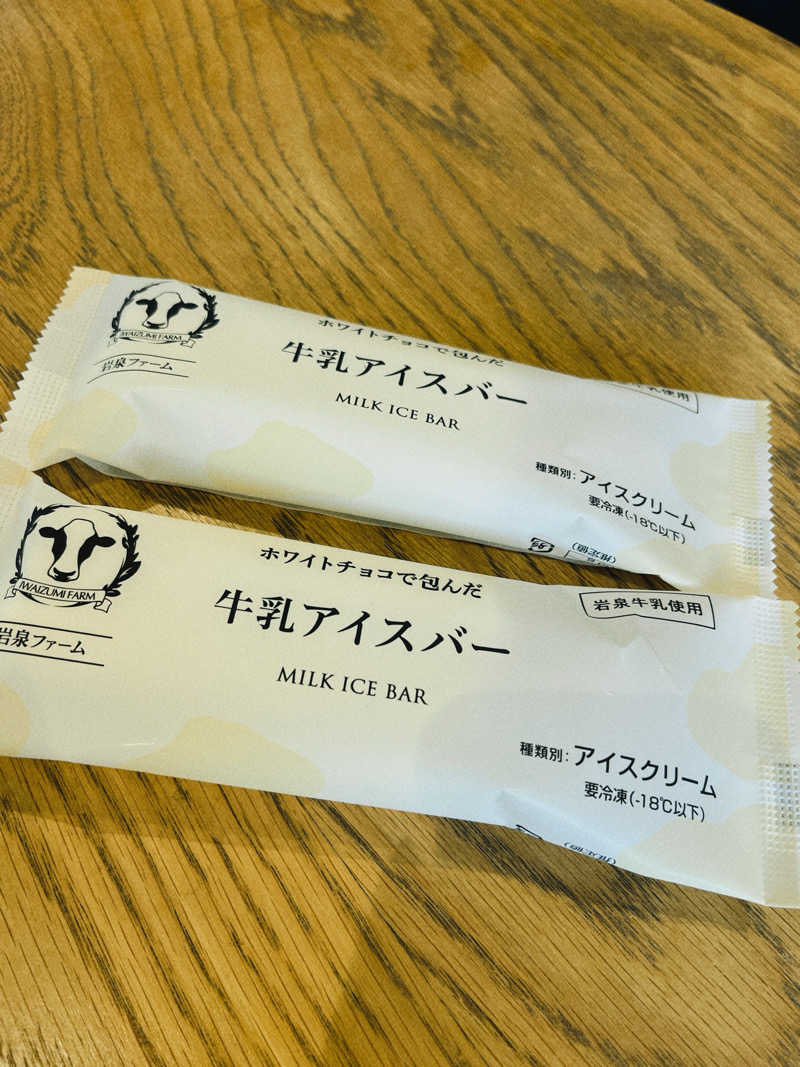 IWAIZUMI FARM
岩泉ファーム
ホワイトチョコで包んだ
牛乳アイスバー
MILK ICE BAR
牛乳使用
種類別：アイスクリーム
要冷凍(-18℃以下)
IWAIZUMI FARM
岩泉ファーム
ホワイトチョコで包んだ
牛乳アイスバー
MILK ICE BAR
岩泉牛乳使用
種類別：アイスクリーム
要冷凍(-18℃以下)